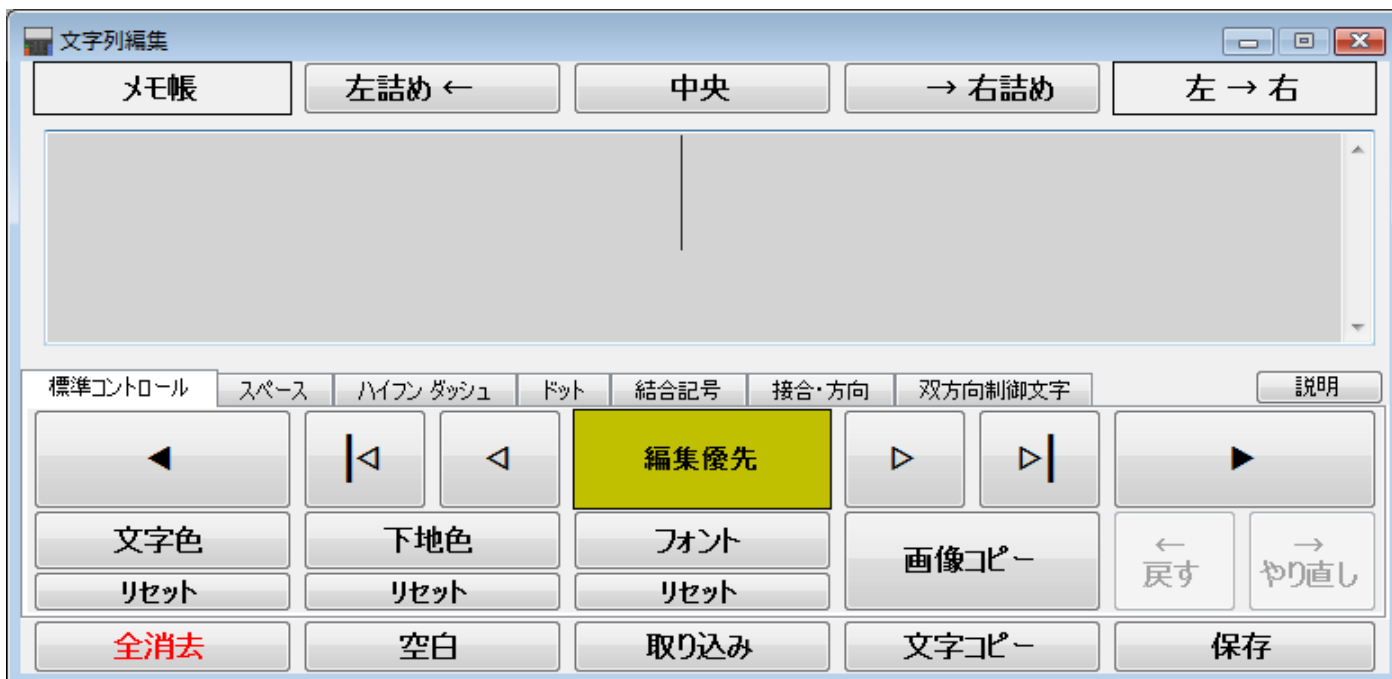 文字列編集
メモ帳 左詰め ← 中央 → 右詰め 左 → 右
標準コントロール スペース ハイフン ダッシュ ドット 結合記号 接合・方向 双方向制御文字 説明
◀ |◁ ◁ 編集優先 ▷ ▷| ▶
文字色 下地色 フォント 画像コピー ← 戻す → やり直し
リセット リセット リセット
全消去 空白 取り込み 文字コピー 保存